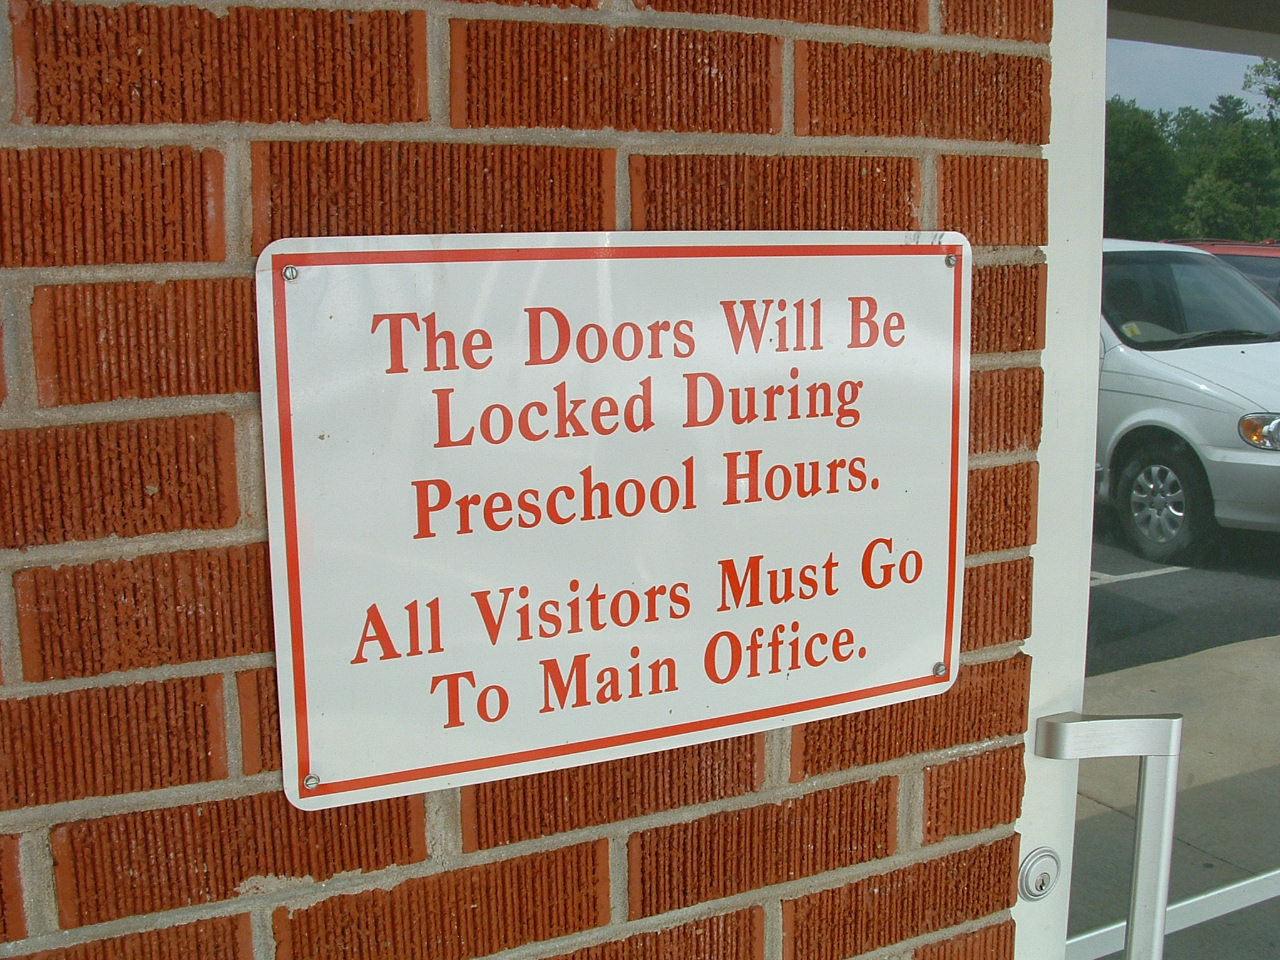 The Doors Will Be
Locked During
Preschool Hours.
All Visitors Must Go
To Main Office.